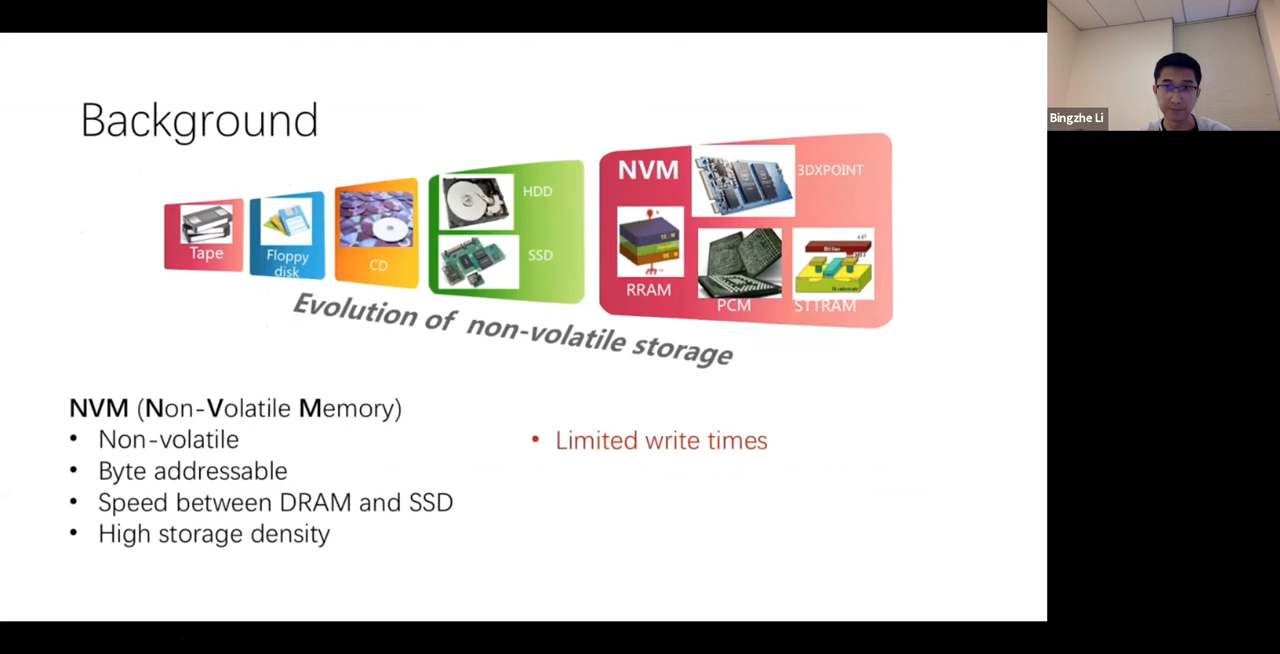 Background
Bingzhe Li
Tape
Floppy
disk
CD
HDD
SSD
NVM
3DXPOINT
RRAM
PCM
STTRAM
Evolution of non-volatile storage
NVM (Non-Volatile Memory)
• Non-volatile
• Byte addressable
• Speed between DRAM and SSD
• High storage density
• Limited write times